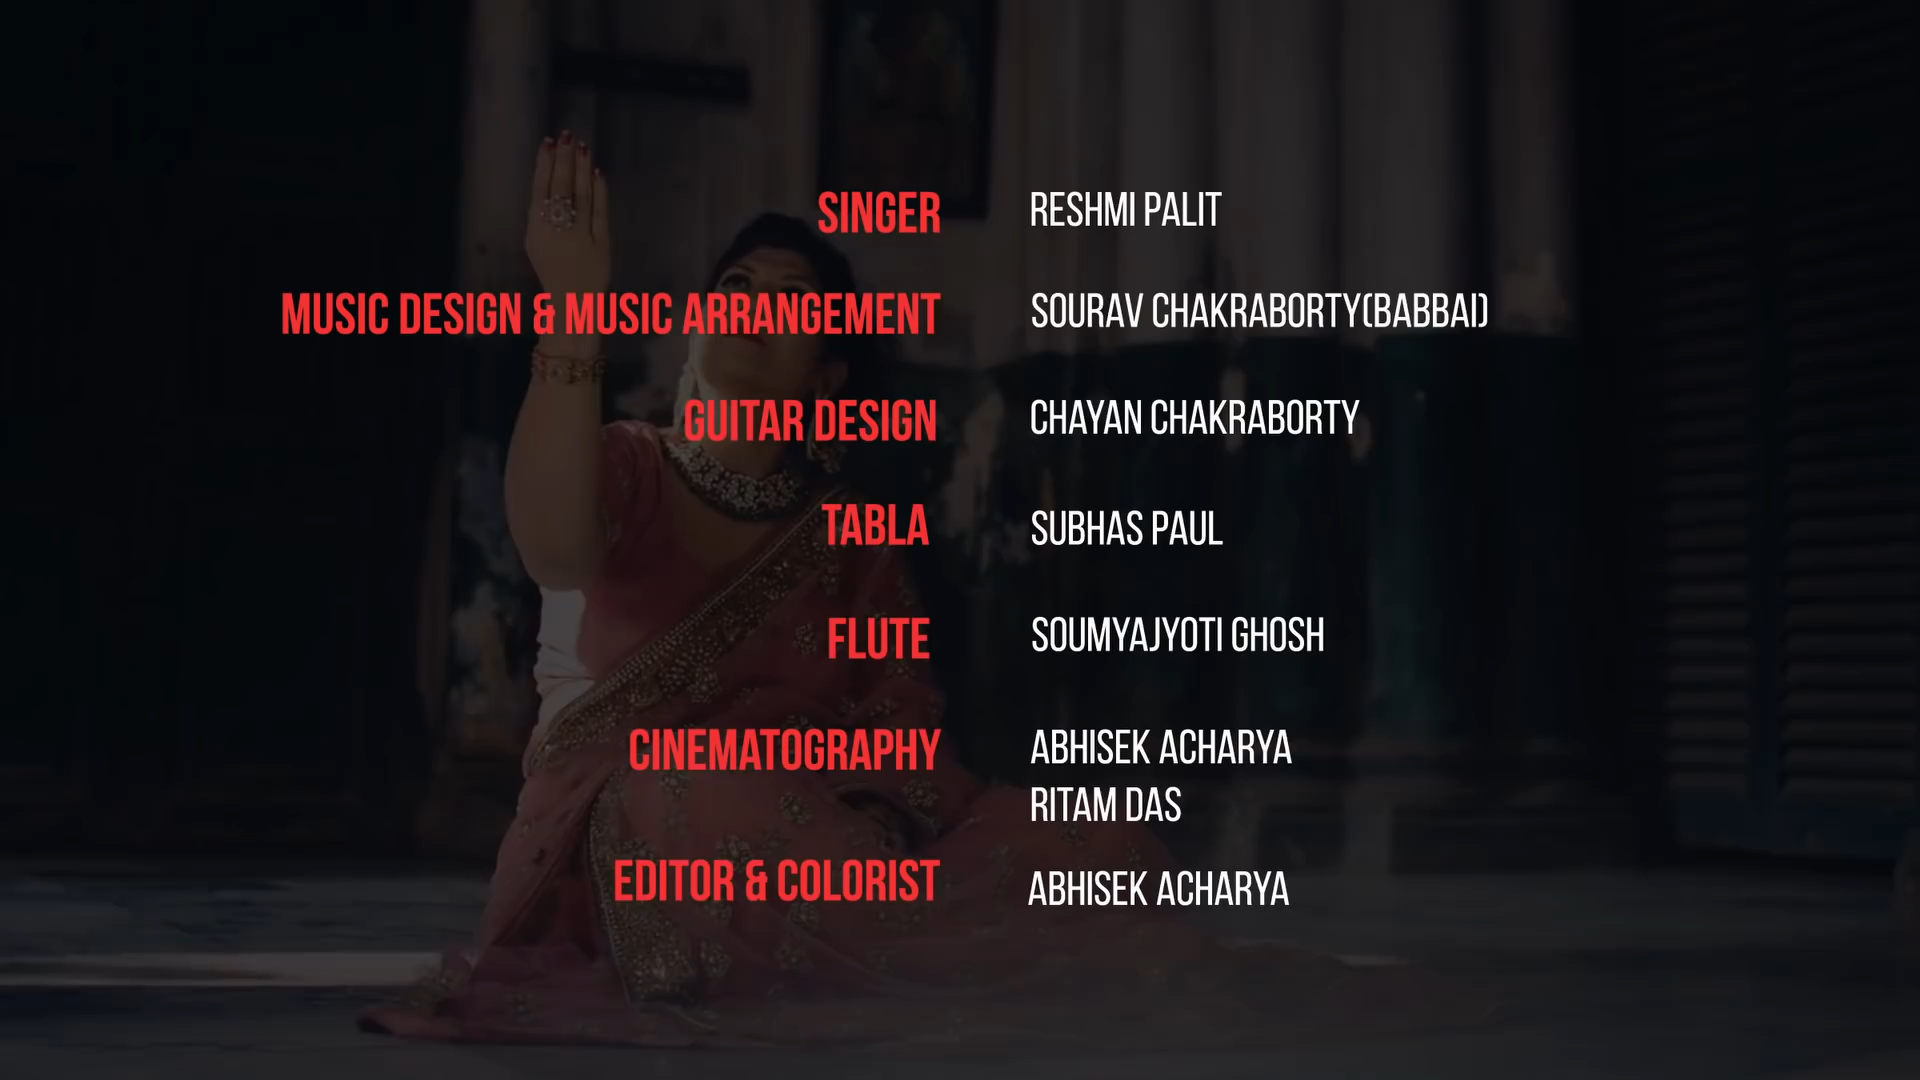 SINGER RESHMI PALIT
MUSIC DESIGN & MUSIC ARRANGEMENT SOURAV CHAKRABORTY(BABBAI)
GUITAR DESIGN CHAYAN CHAKRABORTY
TABLA SUBHAS PAUL
FLUTE SOUMYAJYOTI GHOSH
CINEMATOGRAPHY ABHISEK ACHARYA
RITAM DAS
EDITOR & COLORIST ABHISEK ACHARYA